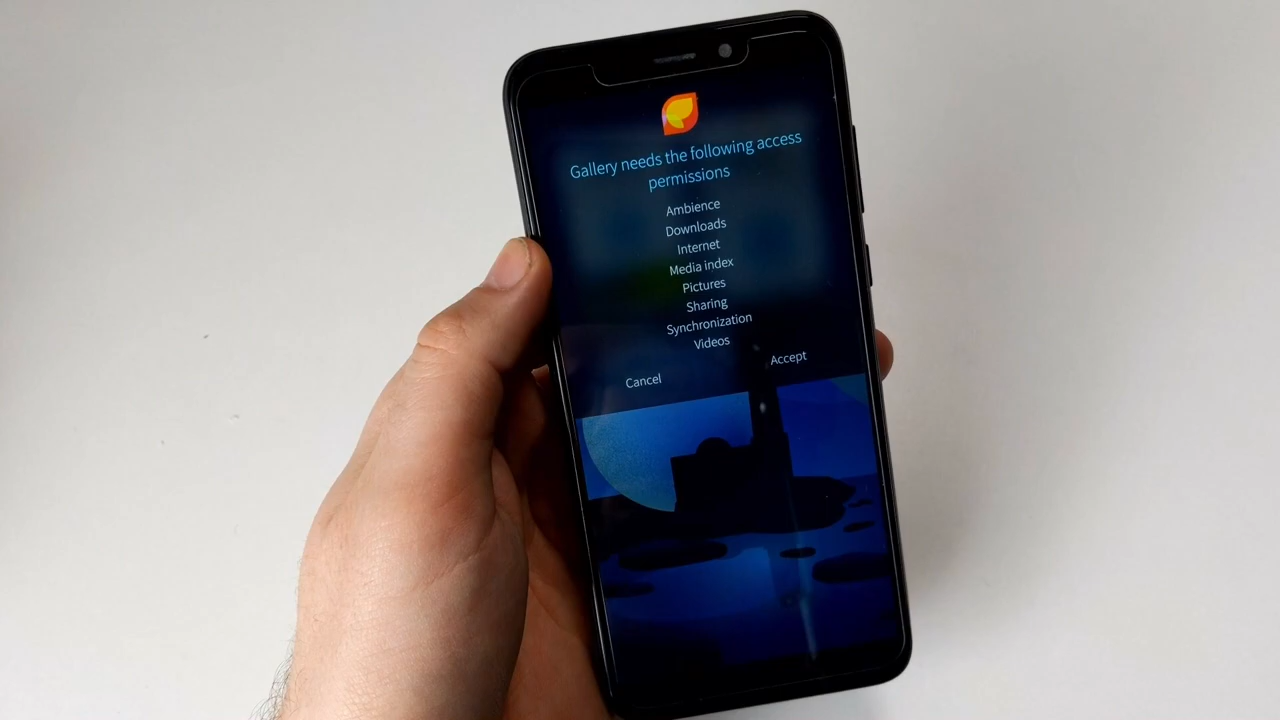 Gallery needs the following access
permissions
Ambience
Downloads
Internet
Media index
Pictures
Sharing
Synchronization
Videos
Cancel
Accept